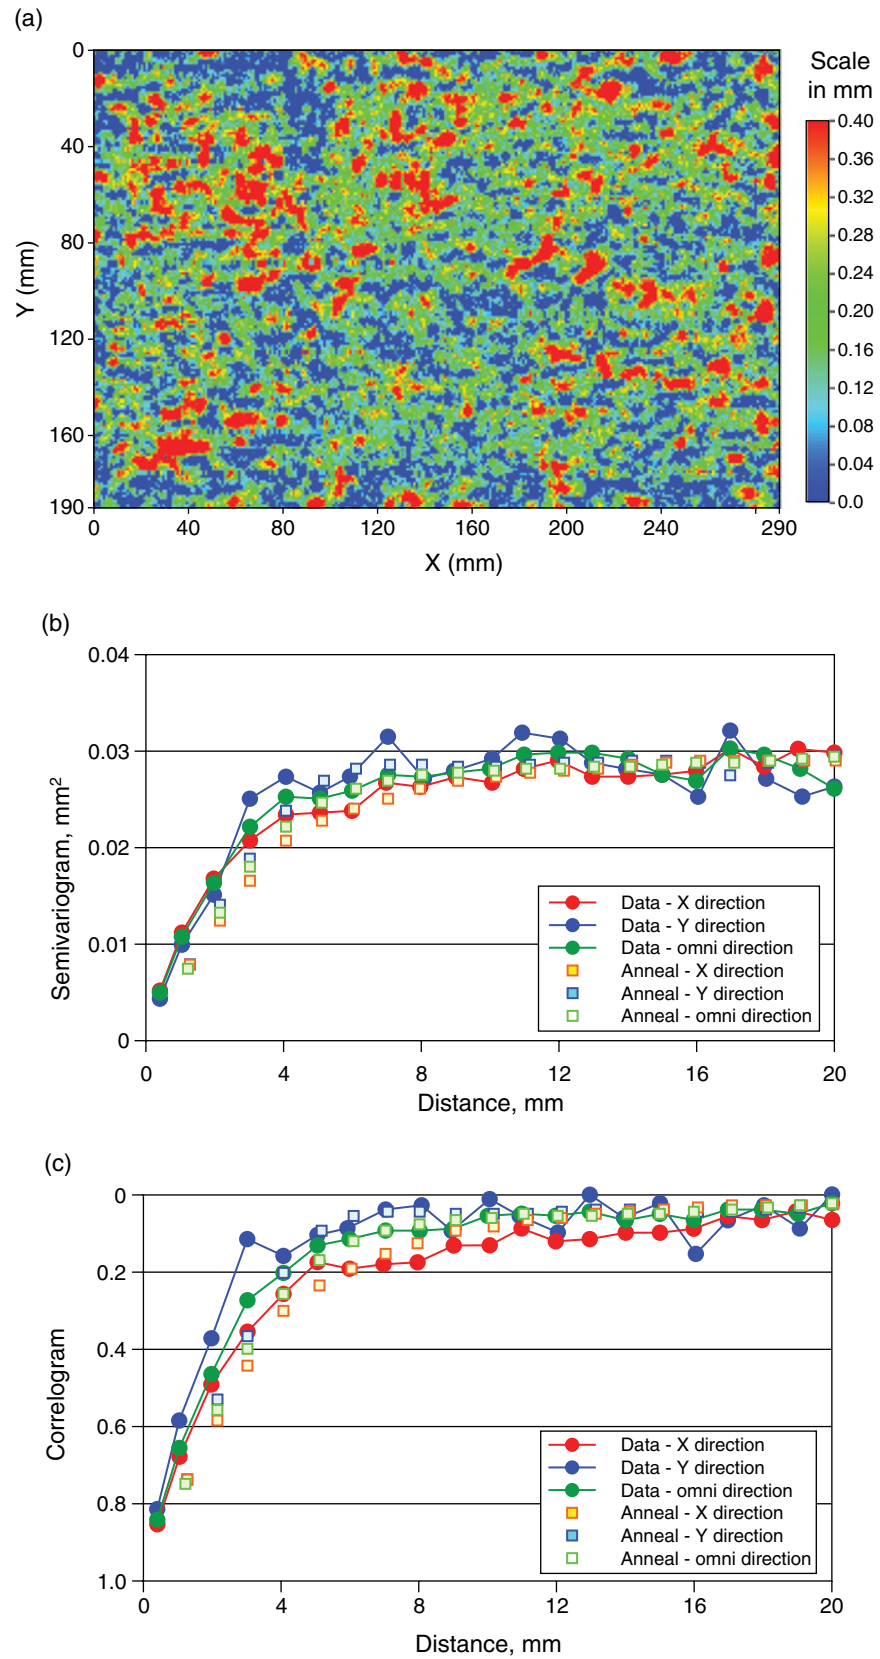 (a)
Scale
in mm
0
40
80
120
160
190
Y (mm)
0 40 80 120 160 200 240 290
X (mm)
0.40
0.36
0.32
0.28
0.24
0.20
0.16
0.12
0.08
0.04
0.0
(b)
0.04
0.03
0.02
0.01
0
Semivariogram, mm²
Data - X direction
Data - Y direction
Data - omni direction
Anneal - X direction
Anneal - Y direction
Anneal - omni direction
0 4 8 12 16 20
Distance, mm
(c)
0
0.2
0.4
0.6
0.8
1.0
Correlogram
Data - X direction
Data - Y direction
Data - omni direction
Anneal - X direction
Anneal - Y direction
Anneal - omni direction
0 4 8 12 16 20
Distance, mm